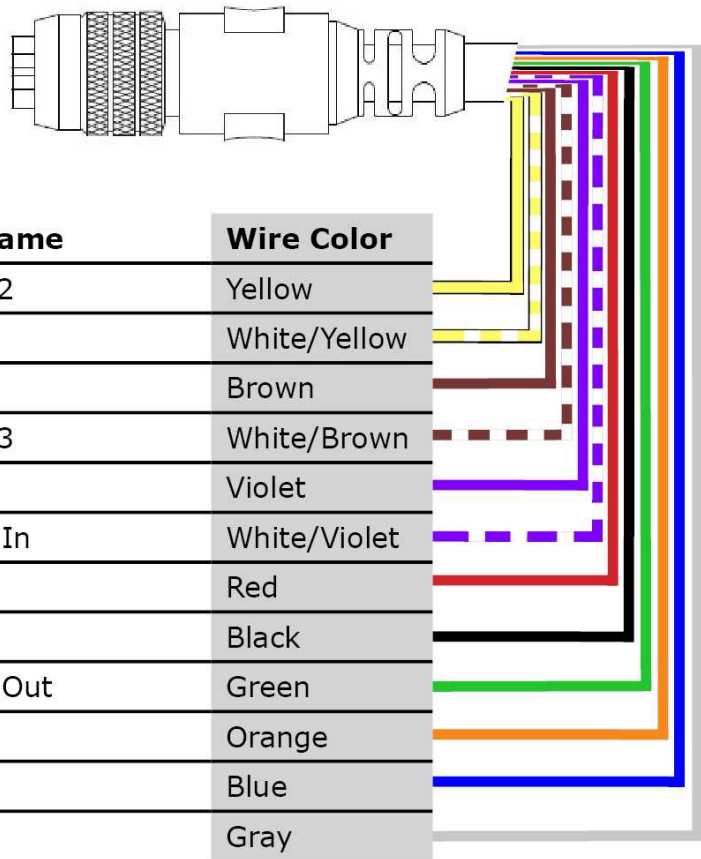 ame Wire Color
2 Yellow
White/Yellow
Brown
3 White/Brown
Violet
In White/Violet
Red
Black
Out Green
Orange
Blue
Gray